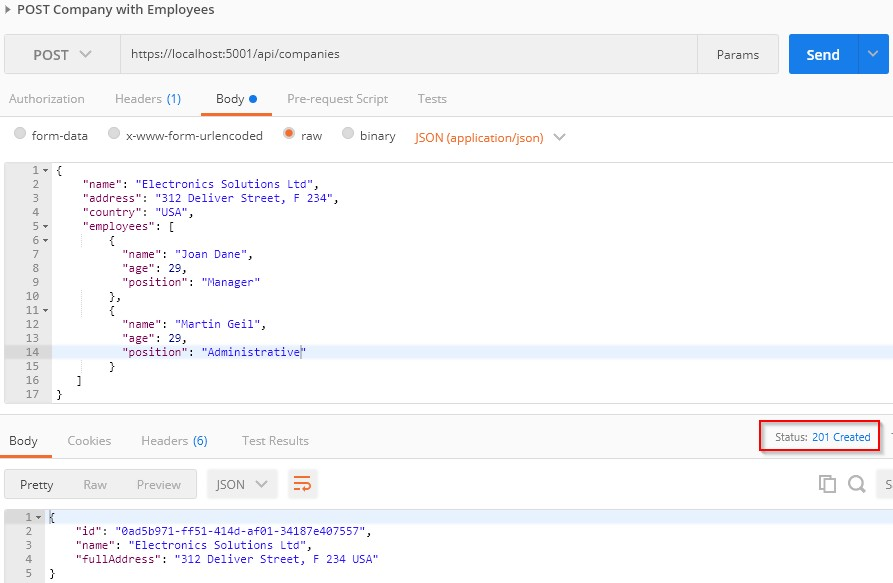 POST Company with Employees
POST https://localhost:5001/api/companies Params Send
Authorization Headers (1) Body Pre-request Script Tests
form-data x-www-form-urlencoded raw binary JSON (application/json)
1 {
2 "name": "Electronics Solutions Ltd",
3 "address": "312 Deliver Street, F 234",
4 "country": "USA",
5 "employees": [
6 {
7 "name": "Joan Dane",
8 "age": 29,
9 "position": "Manager"
10 },
11 {
12 "name": "Martin Geil",
13 "age": 29,
14 "position": "Administrative"
15 }
16 ]
17 }
Body Cookies Headers (6) Test Results Status: 201 Created
Pretty Raw Preview JSON S
1 {
2 "id": "0ad5b971-ff51-414d-af01-34187e407557",
3 "name": "Electronics Solutions Ltd",
4 "fullAddress": "312 Deliver Street, F 234 USA"
5 }